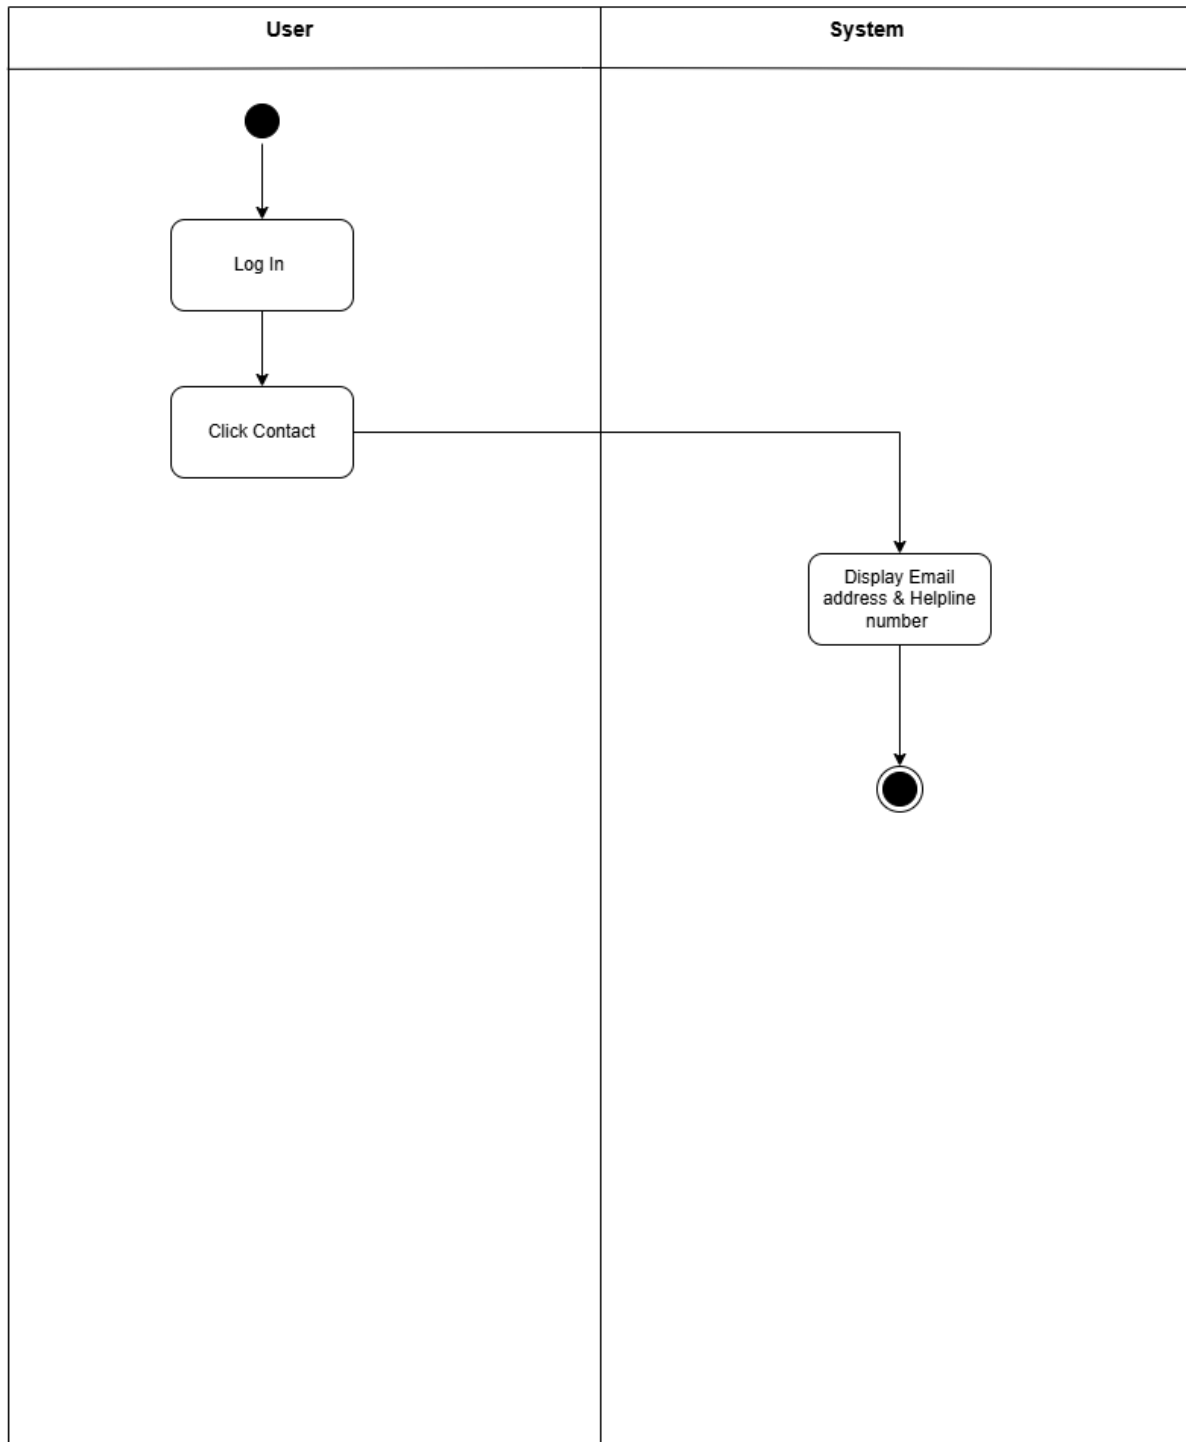 User
System
Log In
Click Contact
Display Email
address & Helpline
number